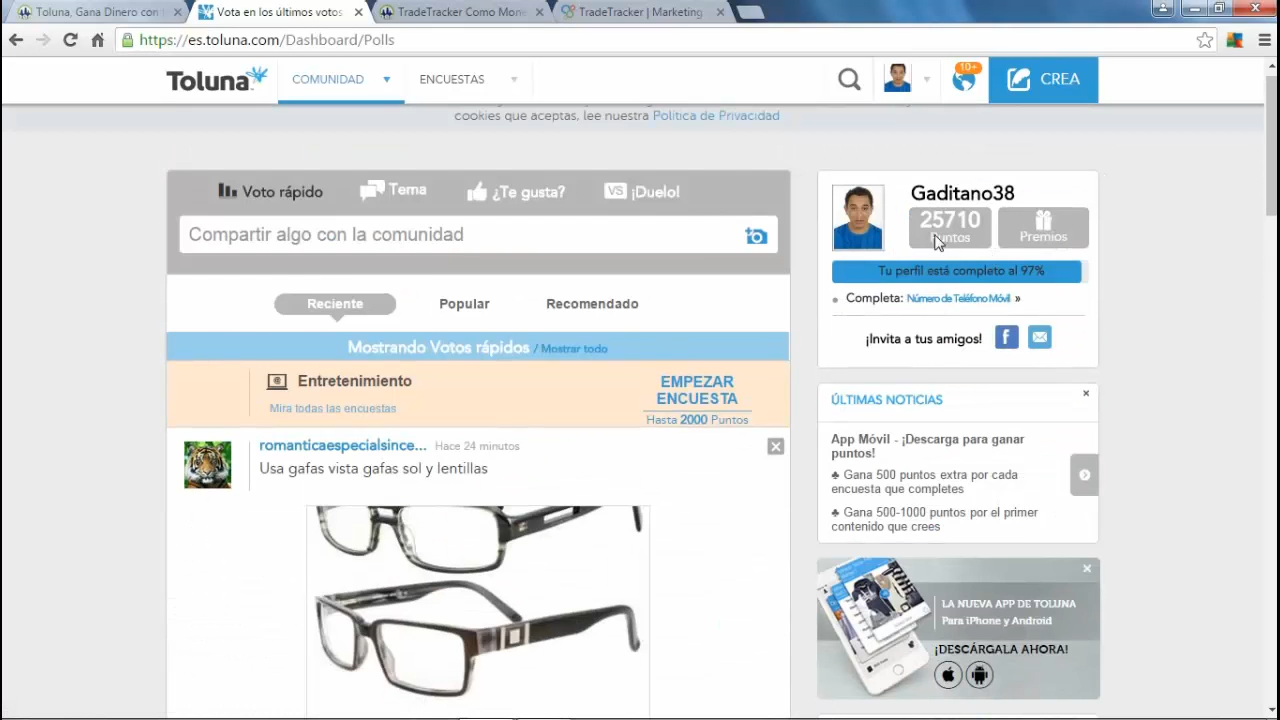 Toluna, Gana Dinero con
Vota en los últimos votos
TradeTracker Como Mone
TradeTracker | Marketing
https://es.toluna.com/Dashboard/Polls
Toluna
COMUNIDAD
ENCUESTAS
10+
CREA
cookies que aceptas, lee nuestra Política de Privacidad
Voto rápido
Tema
¿Te gusta?
VS ¡Duelo!
Compartir algo con la comunidad
Reciente
Popular
Recomendado
Mostrando Votos rápidos / Mostrar todo
Entretenimiento
Mira todas las encuestas
EMPEZAR
ENCUESTA
Hasta 2000 Puntos
romanticaespecialsince... Hace 24 minutos
Usa gafas vista gafas sol y lentillas
Gaditano38
25710
Puntos
Premios
Tu perfil está completo al 97%
Completa: Número de Teléfono Móvil »
¡Invita a tus amigos!
ÚLTIMAS NOTICIAS
App Móvil - ¡Descarga para ganar
puntos!
♣ Gana 500 puntos extra por cada
encuesta que completes
♣ Gana 500-1000 puntos por el primer
contenido que crees
LA NUEVA APP DE TOLUNA
Para iPhone y Android
¡DESCÁRGALA AHORA!